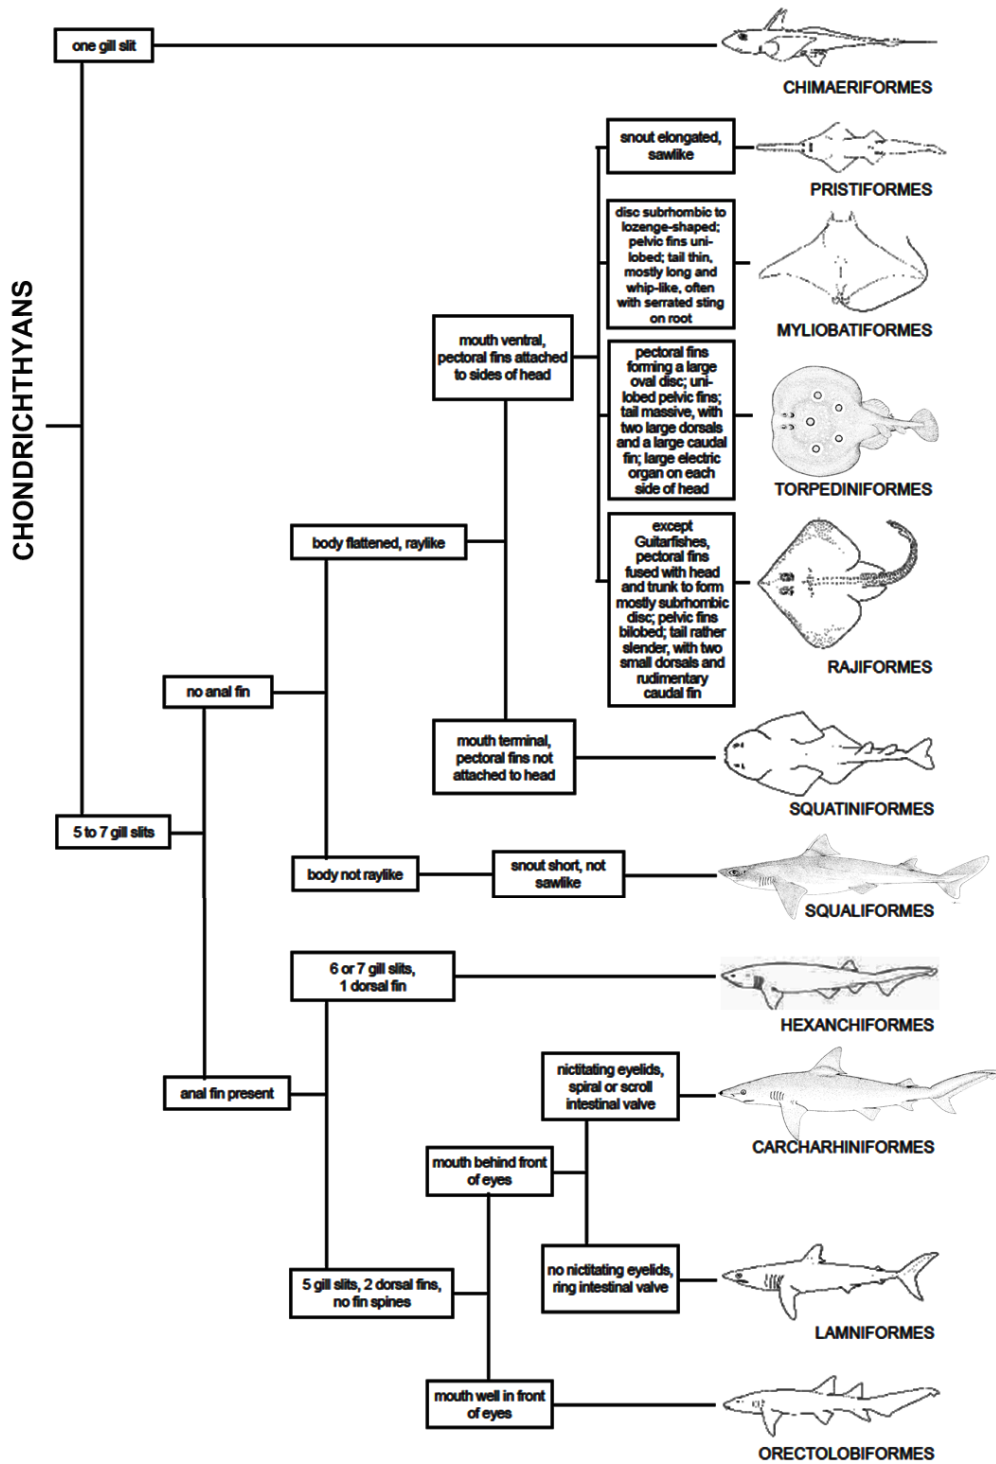 CHONDRICHTHYANS
one gill slit
CHIMAERIFORMES
snout elongated,
sawlike
PRISTIFORMES
disc subrhombic to
lozenge-shaped;
pelvic fins uni-
lobed; tail thin,
mostly long and
whip-like, often
with serrated sting
on root
MYLIOBATIFORMES
mouth ventral,
pectoral fins attached
to sides of head
pectoral fins
forming a large
oval disc; uni-
lobed pelvic fins;
tail massive, with
two large dorsals
and a large caudal
fin; large electric
organ on each
side of head
TORPEDINIFORMES
body flattened, raylike
except
Guitarfishes,
pectoral fins
fused with head
and trunk to form
mostly subrhombic
disc; pelvic fins
bilobed; tail rather
slender, with two
small dorsals and
rudimentary
caudal fin
RAJIFORMES
no anal fin
mouth terminal,
pectoral fins not
attached to head
SQUATINIFORMES
5 to 7 gill slits
body not raylike
snout short, not
sawlike
SQUALIFORMES
6 or 7 gill slits,
1 dorsal fin
HEXANCHIFORMES
anal fin present
nictitating eyelids,
spiral or scroll
intestinal valve
CARCHARHINIFORMES
mouth behind front
of eyes
5 gill slits, 2 dorsal fins,
no fin spines
no nictitating eyelids,
ring intestinal valve
LAMNIFORMES
mouth well in front
of eyes
ORECTOLOBIFORMES